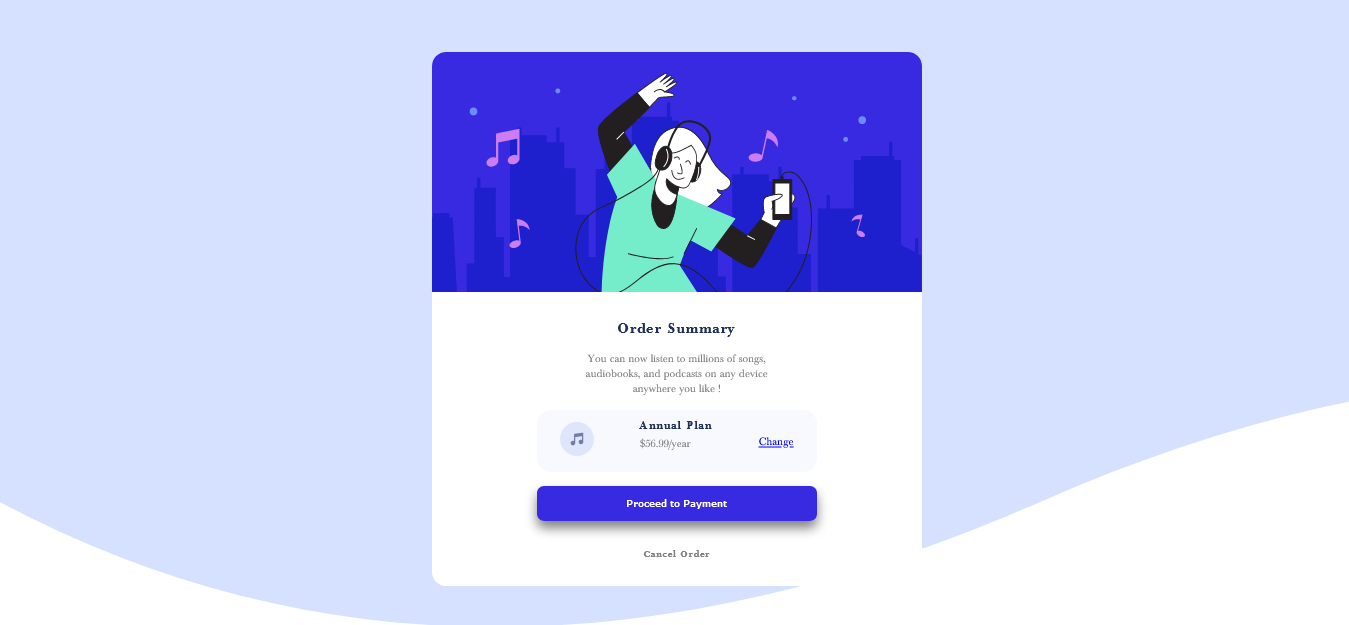 Order Summary
You can now listen to millions of songs,
audiobooks, and podcasts on any device
anywhere you like !
Annual Plan
$56.99/year
Change
Proceed to Payment
Cancel Order